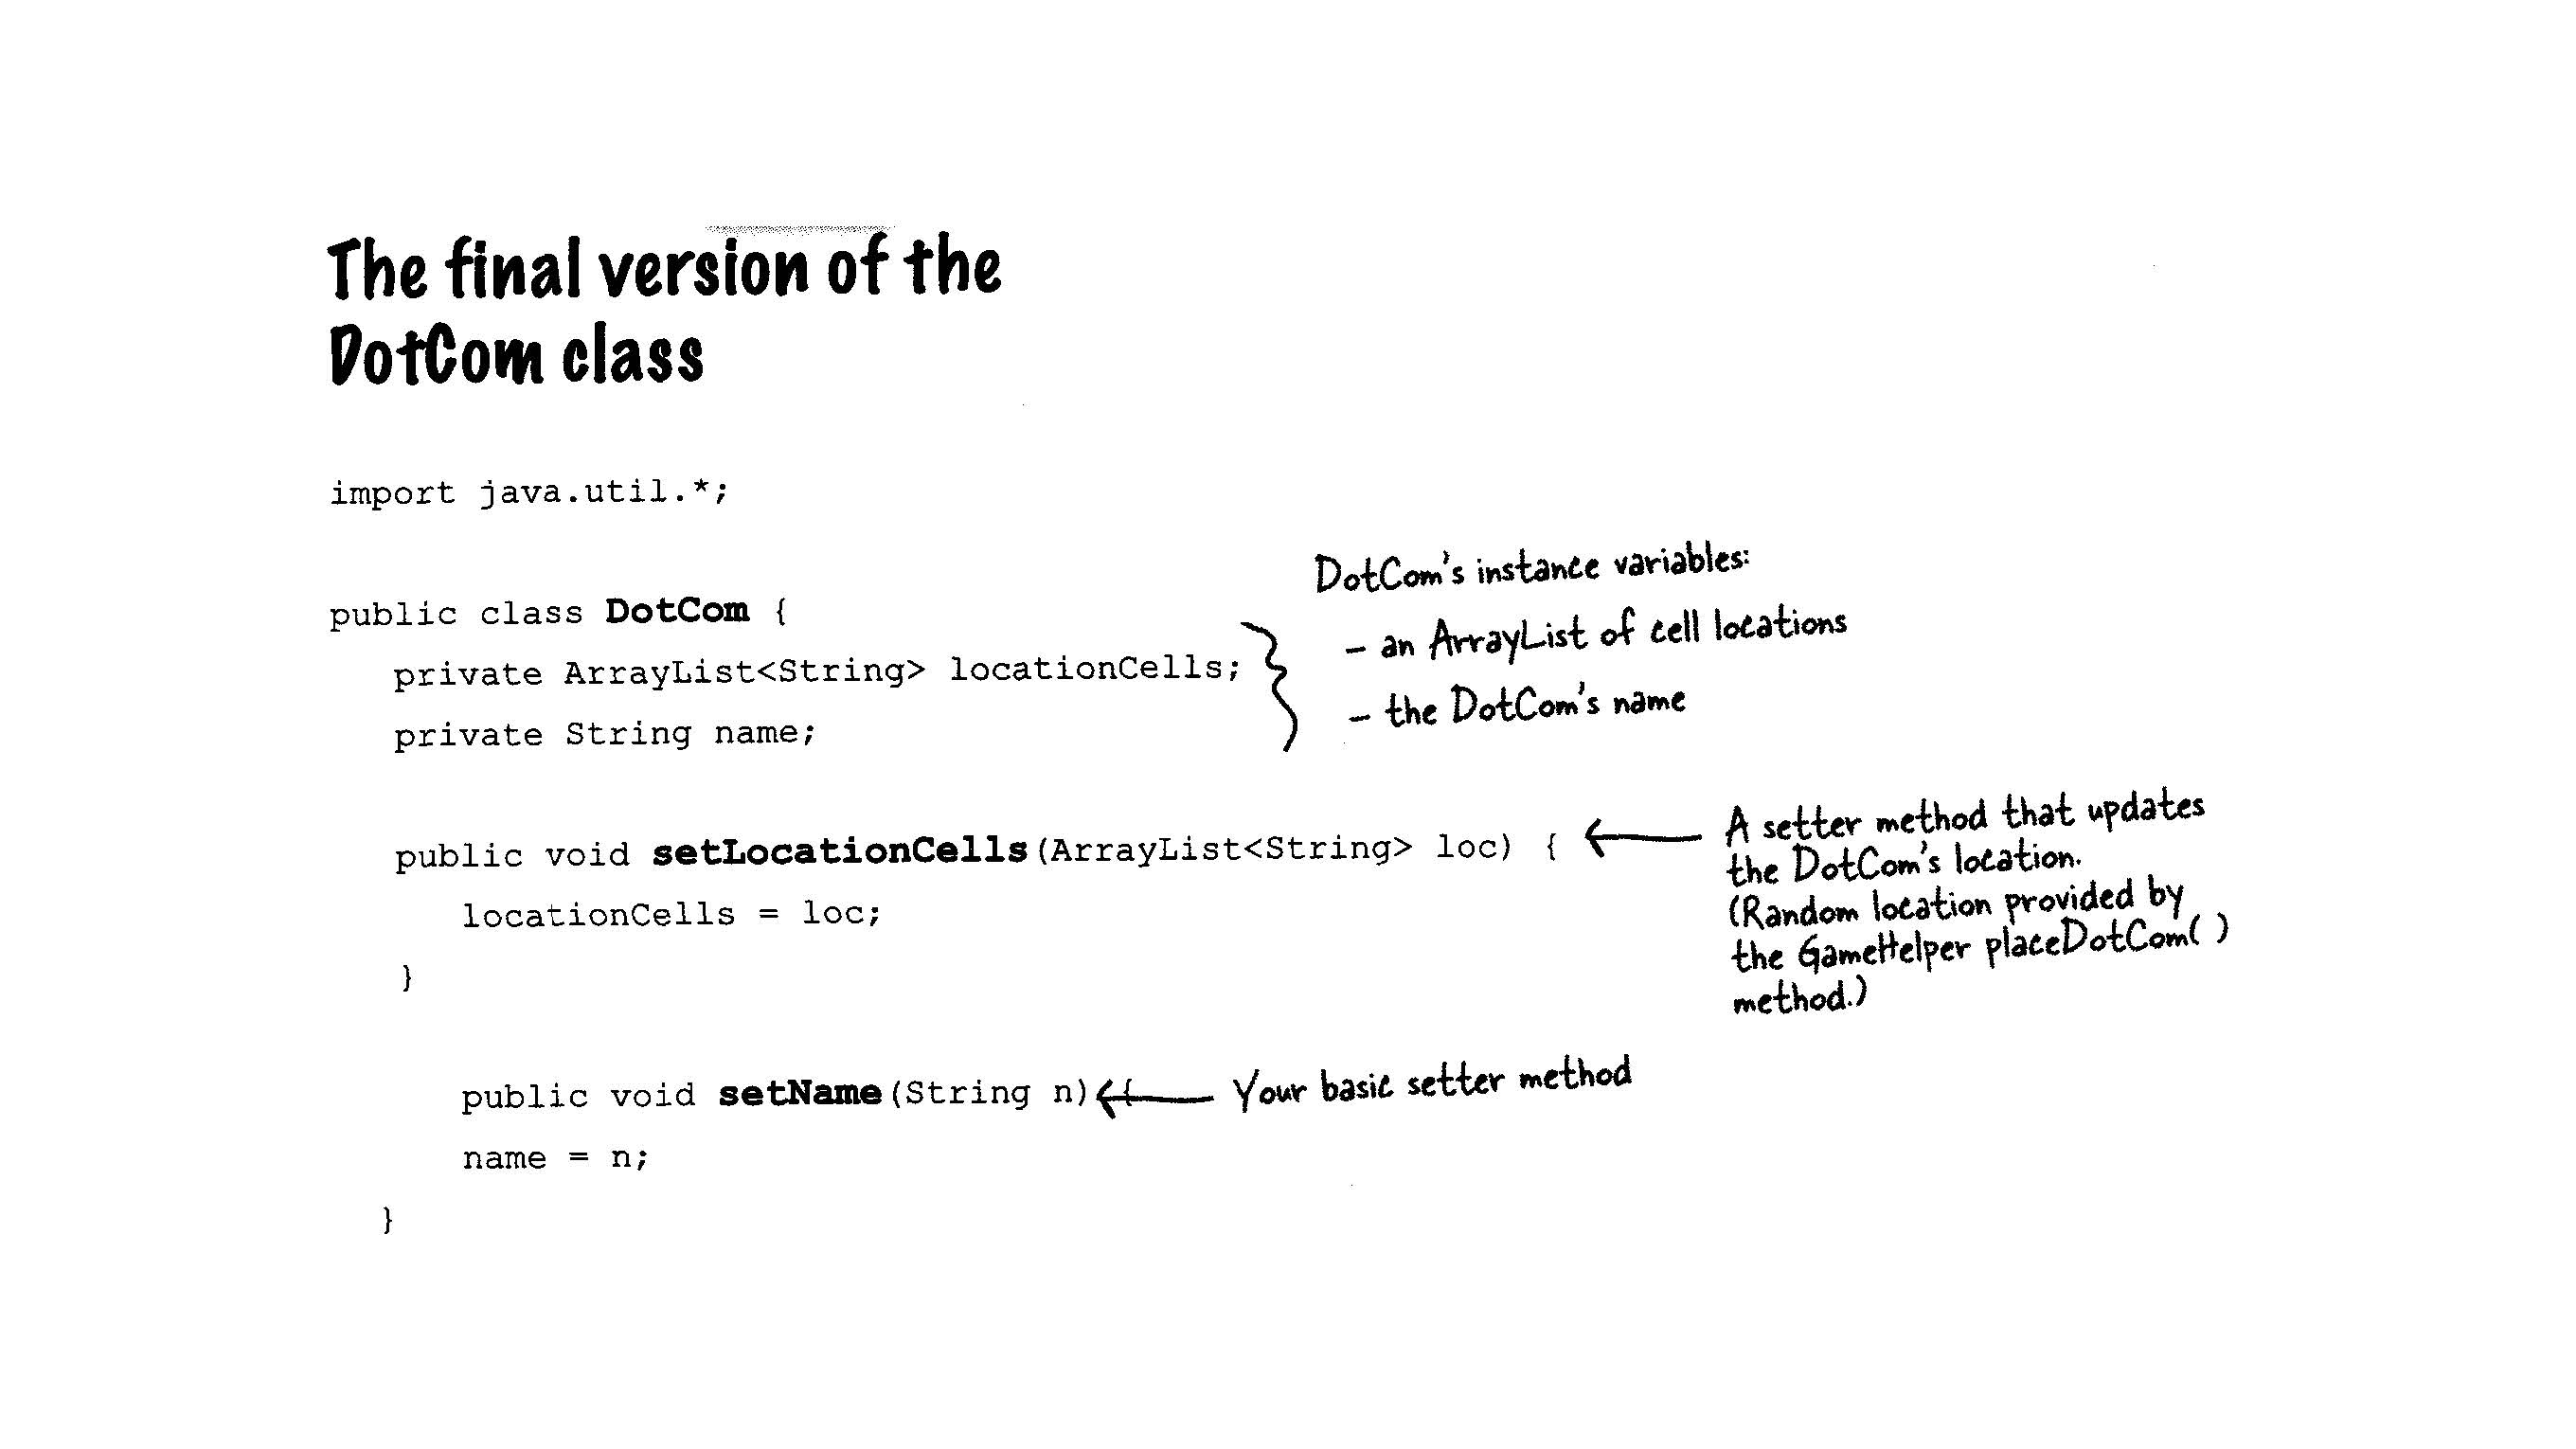 The final version of the
DotCom class
import java.util.*;
public class DotCom {
private ArrayList<String> locationCells;
private String name;
DotCom's instance variables:
- an ArrayList of cell locations
- the DotCom's name
public void setLocationCells(ArrayList<String> loc) {
locationCells = loc;
}
A setter method that updates
the DotCom's location.
(Random location provided by
the GameHelper placeDotCom( )
method.)
public void setName(String n) {
Your basic setter method
name = n;
}